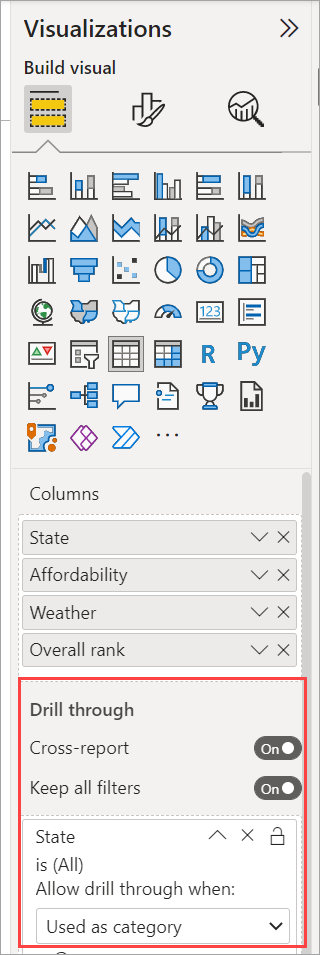 Visualizations
Build visual
123
R Py
Columns
State
Affordability
Weather
Overall rank
Drill through
Cross-report On
Keep all filters On
State
is (All)
Allow drill through when:
Used as category